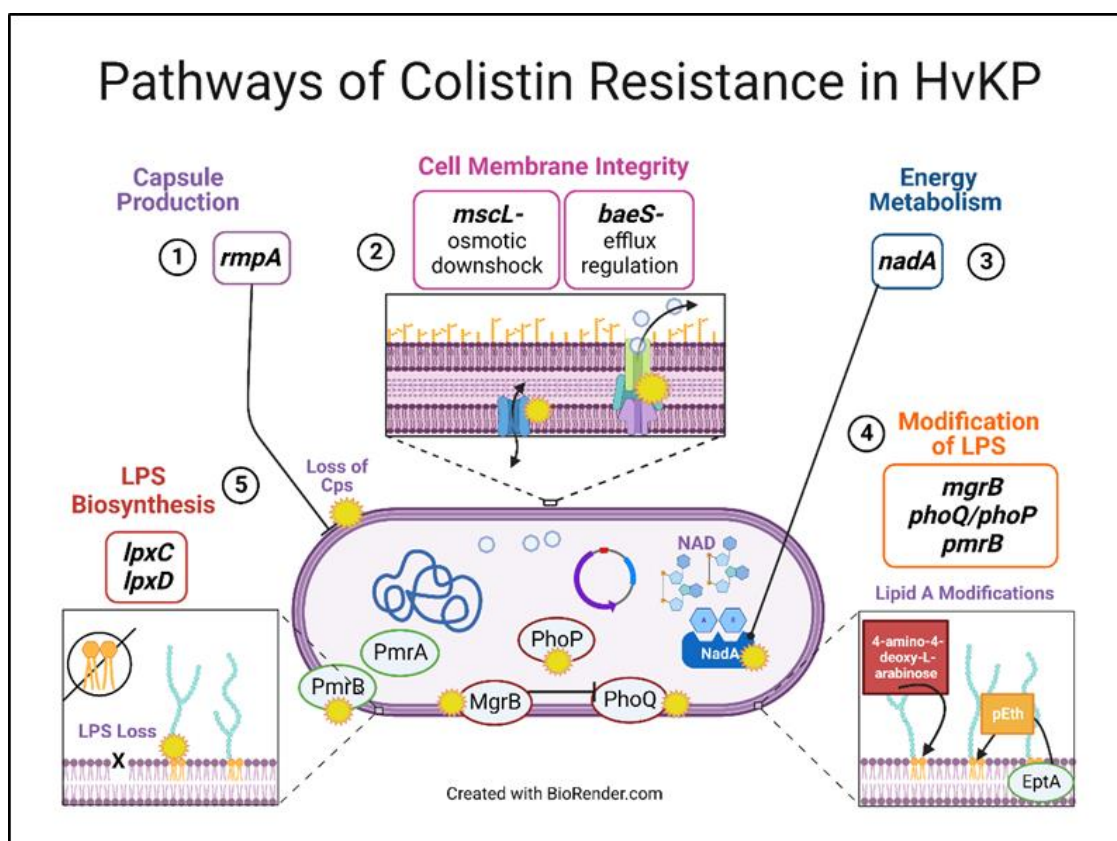 Pathways of Colistin Resistance in HvKP
Capsule
Production
1
rmpA
Cell Membrane Integrity
2
mscL-
osmotic
downshock
baeS-
efflux
regulation
Energy
Metabolism
nadA
3
4
Modification
of LPS
mgrB
phoQ/phoP
pmrB
LPS
Biosynthesis
5
lpxC
lpxD
Loss of
Cps
NAD
A
PmrA
PhoP
NadA
PmrB
MgrB
PhoQ
LPS Loss
X
Lipid A Modifications
4-amino-4-
deoxy-L-
arabinose
pEth
EptA
Created with BioRender.com